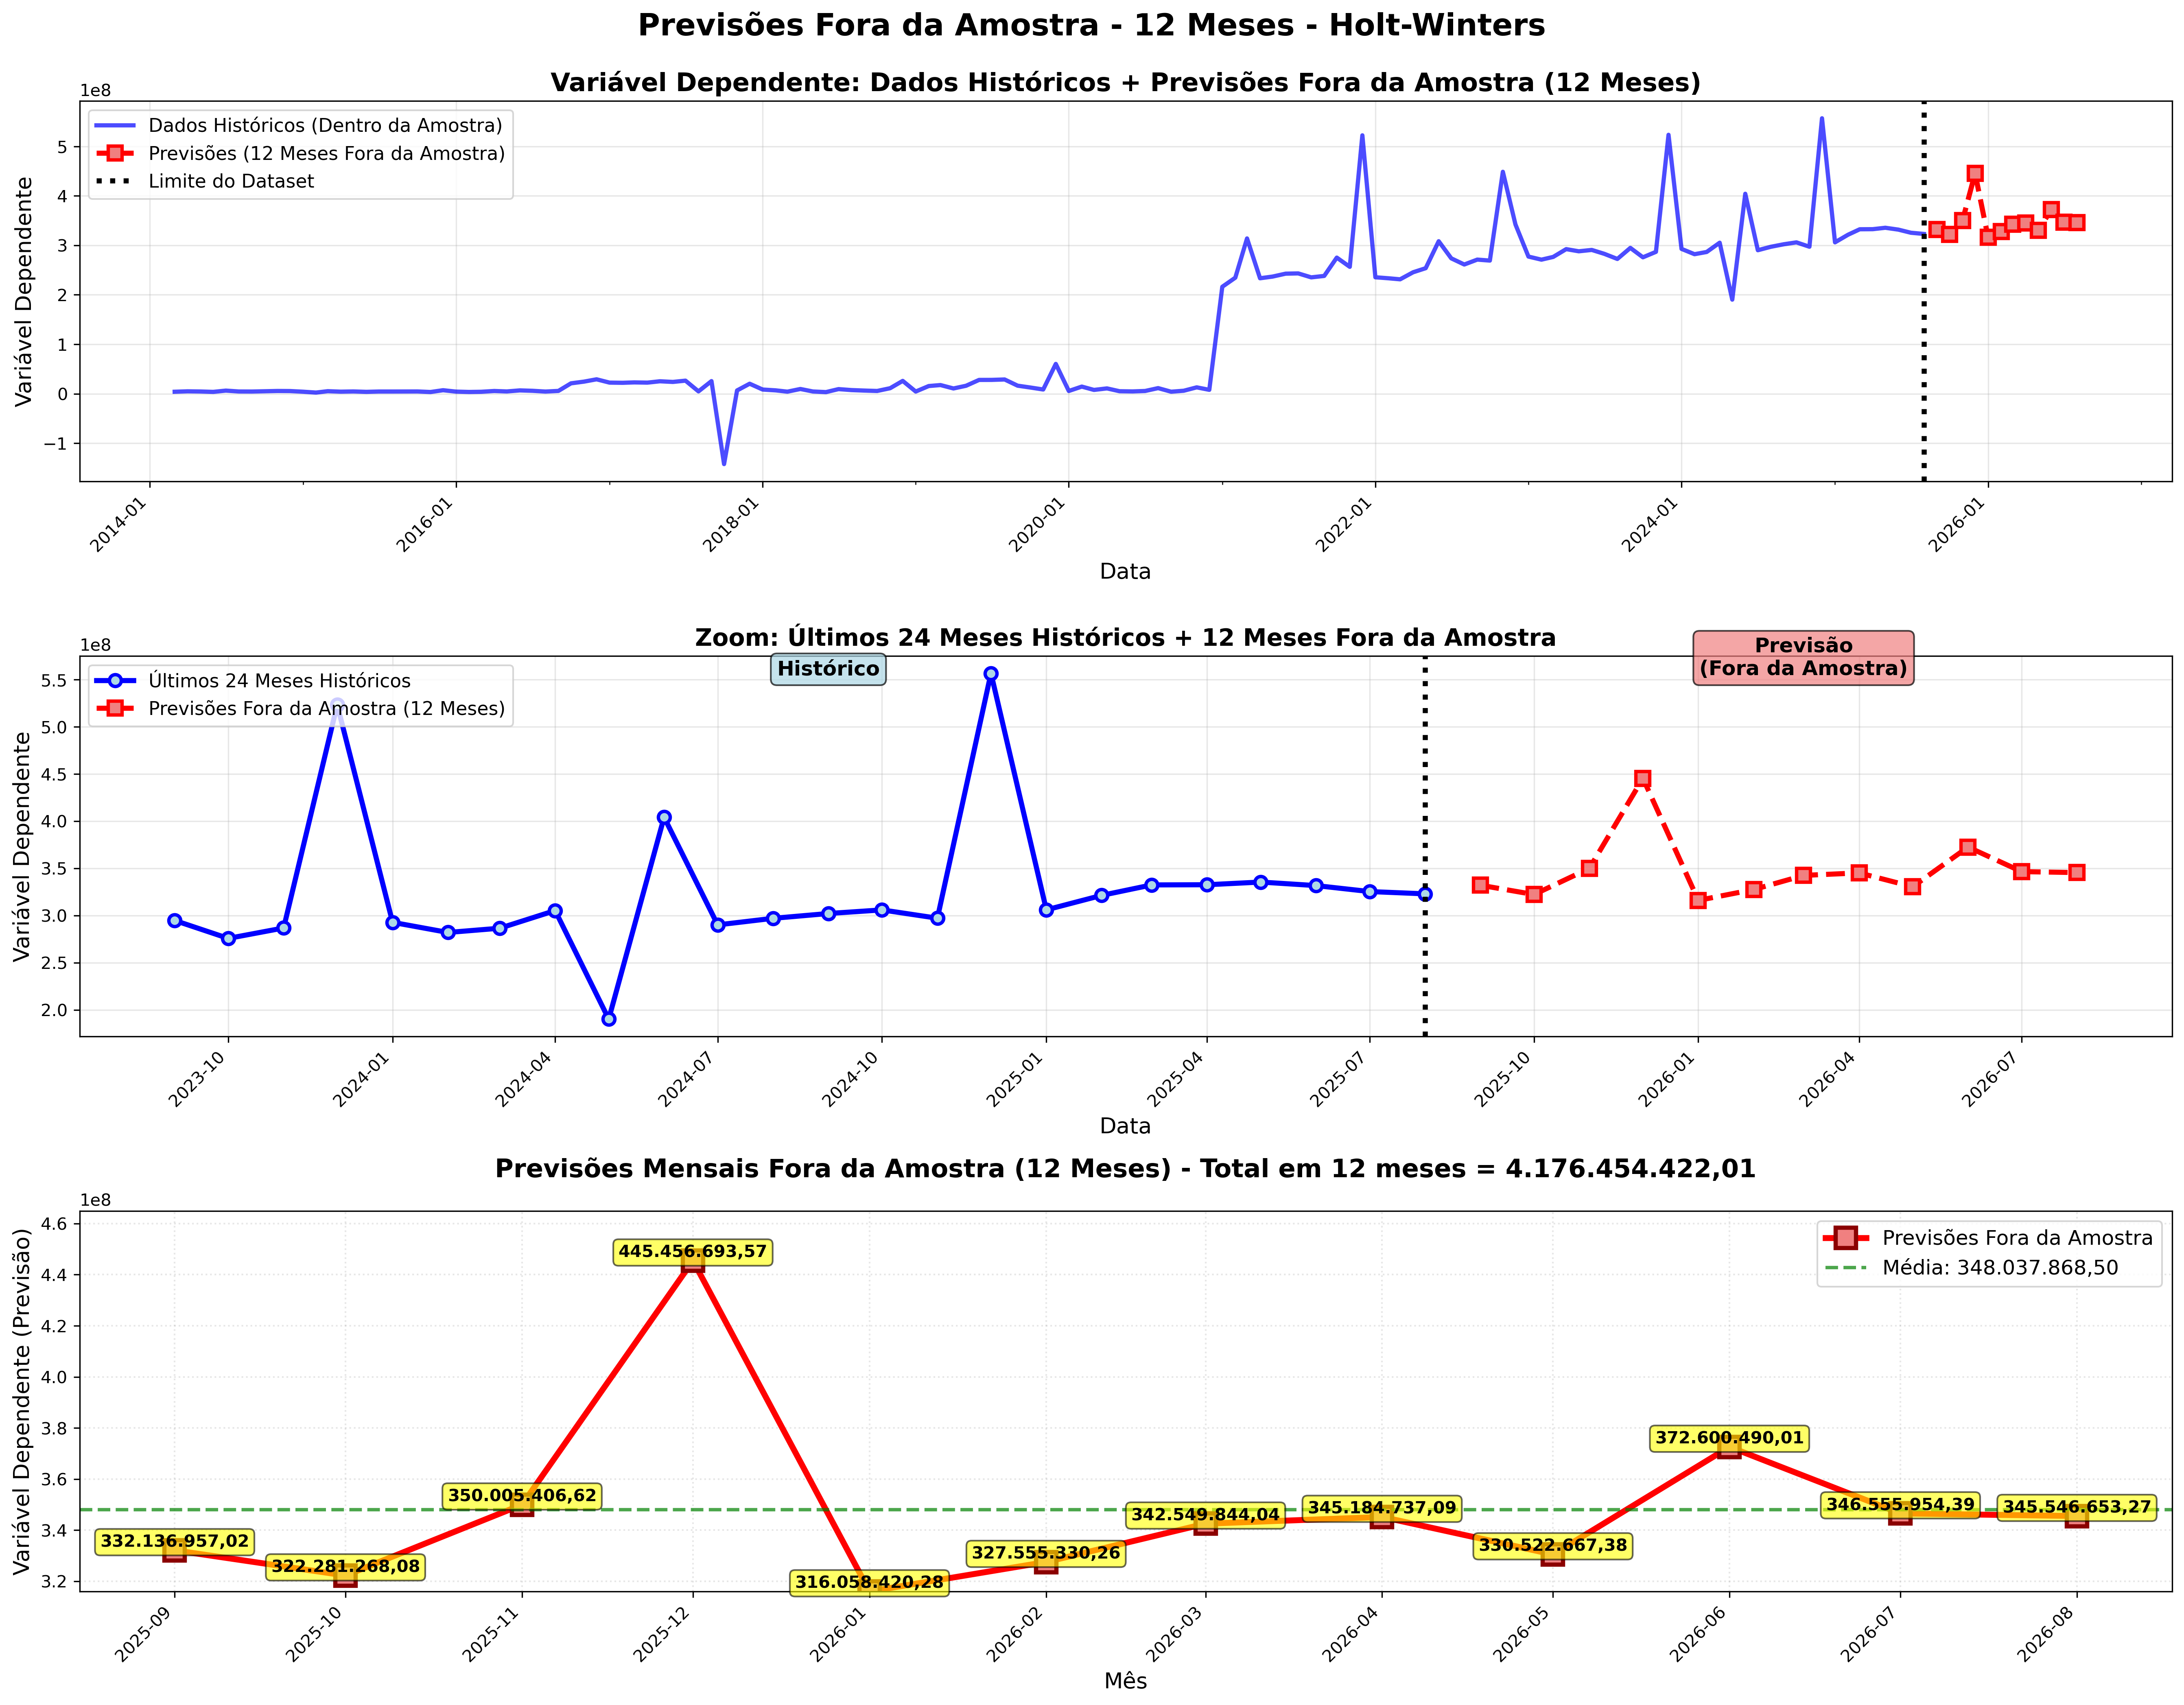 Previsões Fora da Amostra - 12 Meses - Holt-Winters
Variável Dependente: Dados Históricos + Previsões Fora da Amostra (12 Meses)
1e8
Dados Históricos (Dentro da Amostra)
Previsões (12 Meses Fora da Amostra)
Limite do Dataset
Variável Dependente
5
4
3
2
1
0
−1
2014-01
2016-01
2018-01
2020-01
2022-01
2024-01
2026-01
Data
Zoom: Últimos 24 Meses Históricos + 12 Meses Fora da Amostra
1e8
Histórico
Previsão
(Fora da Amostra)
Últimos 24 Meses Históricos
Previsões Fora da Amostra (12 Meses)
Variável Dependente
5.5
5.0
4.5
4.0
3.5
3.0
2.5
2.0
2023-10
2024-01
2024-04
2024-07
2024-10
2025-01
2025-04
2025-07
2025-10
2026-01
2026-04
2026-07
Data
Previsões Mensais Fora da Amostra (12 Meses) - Total em 12 meses = 4.176.454.422,01
1e8
Previsões Fora da Amostra
Média: 348.037.868,50
Variável Dependente (Previsão)
4.6
4.4
4.2
4.0
3.8
3.6
3.4
3.2
332.136.957,02
322.281.268,08
350.005.406,62
445.456.693,57
316.058.420,28
327.555.330,26
342.549.844,04
345.184.737,09
330.522.667,38
372.600.490,01
346.555.954,39
345.546.653,27
2025-09
2025-10
2025-11
2025-12
2026-01
2026-02
2026-03
2026-04
2026-05
2026-06
2026-07
2026-08
Mês